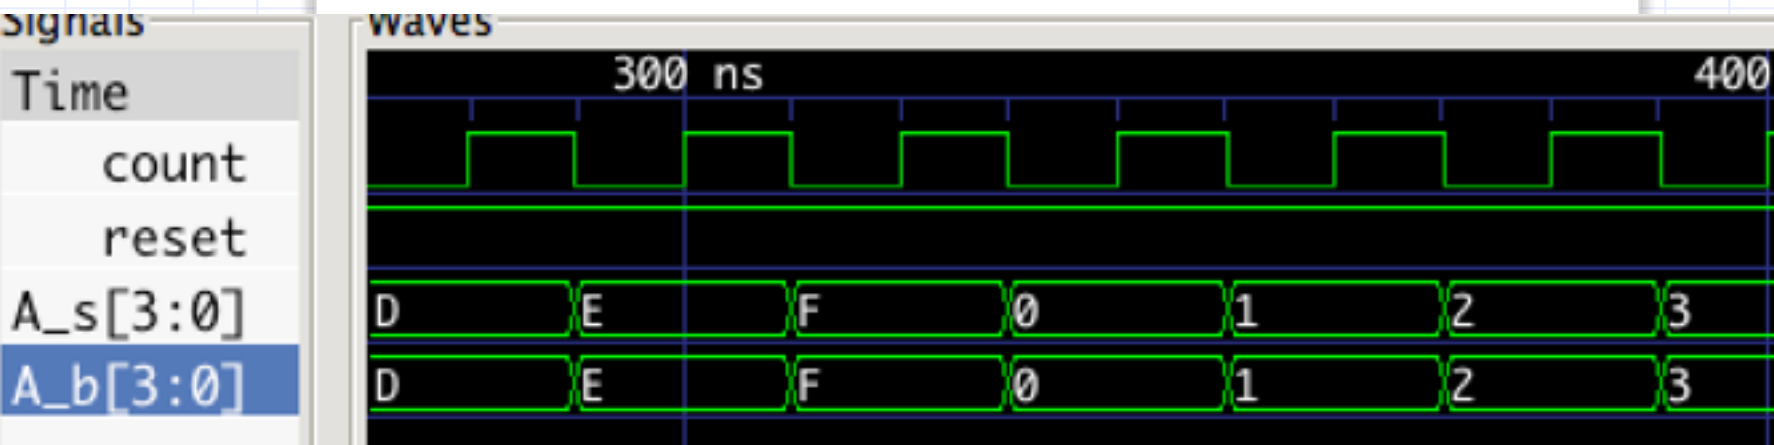 Signals
Waves
Time
300 ns
400
count
reset
A_s[3:0]
D E F 0 1 2 3
A_b[3:0]
D E F 0 1 2 3